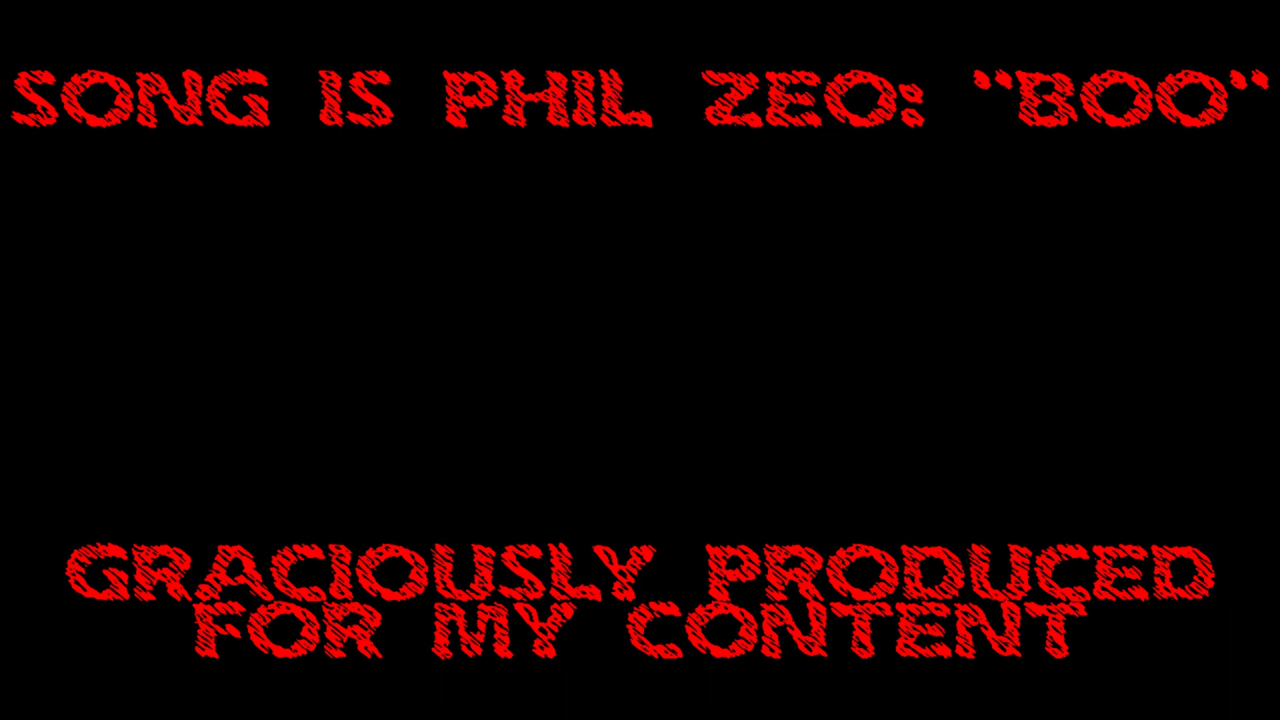 SONG IS PHIL ZEO: “BOO“
GRACIOUSLY PRODUCED
FOR MY CONTENT